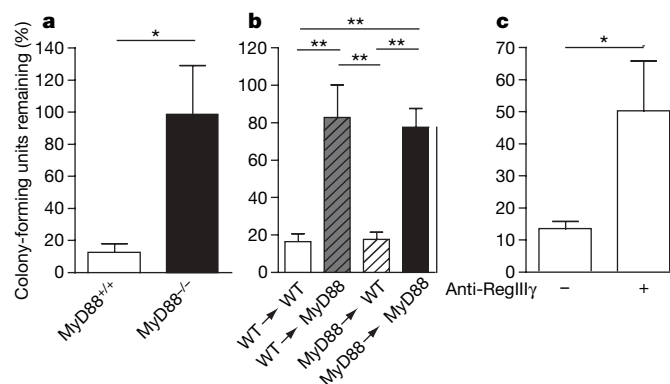 a
b
c
Colony-forming units remaining (%)
140
120
100
80
60
40
20
0
*
MyD88+/+
MyD88−/−
120
100
80
60
40
20
0
**
**
**
**
WT → WT
WT → MyD88
MyD88 → WT
MyD88 → MyD88
70
60
50
40
30
20
10
0
*
Anti-RegIIIγ − +